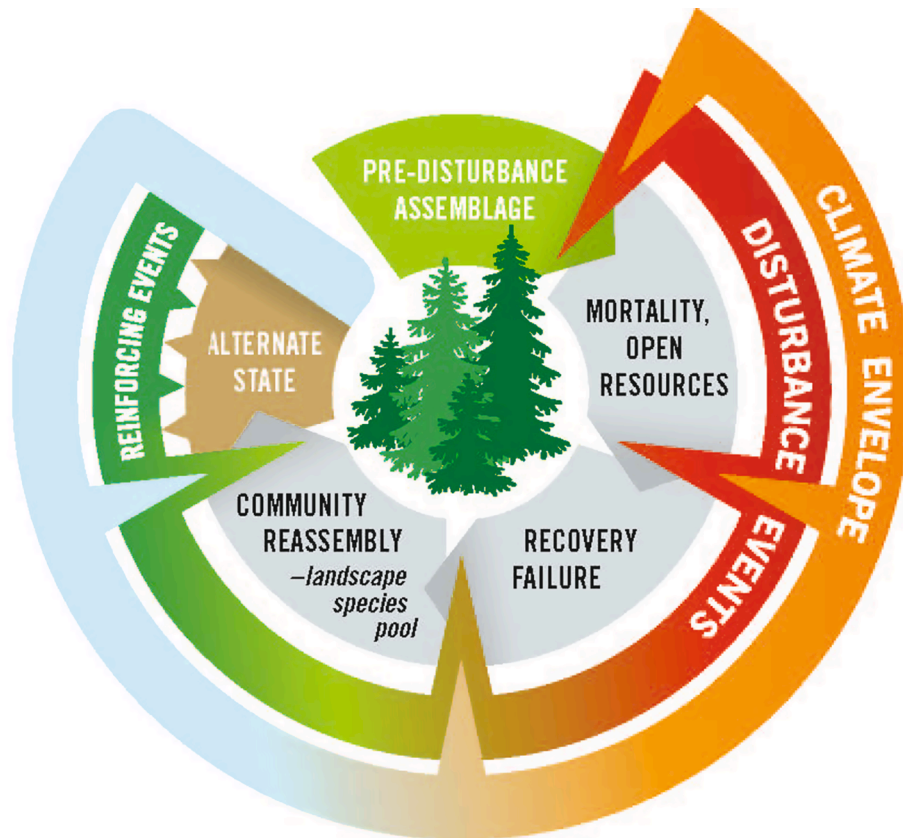 PRE-DISTURBANCE
ASSEMBLAGE
MORTALITY,
OPEN
RESOURCES
RECOVERY
FAILURE
COMMUNITY
REASSEMBLY
–landscape
species
pool
ALTERNATE
STATE
REINFORCING EVENTS
DISTURBANCE EVENTS
CLIMATE ENVELOPE